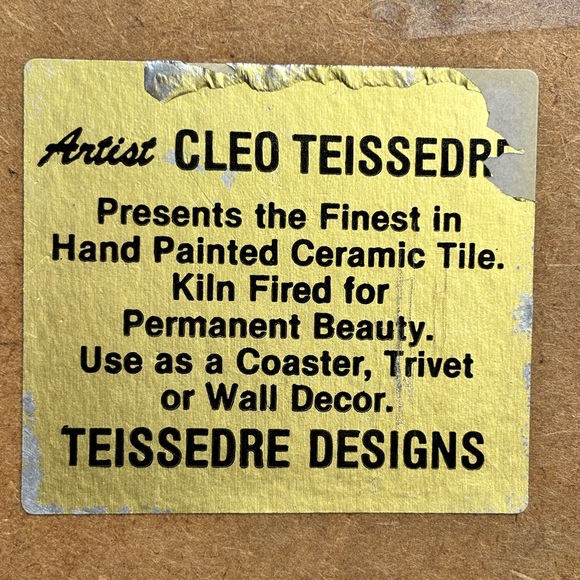 Artist CLEO TEISSEDR
Presents the Finest in
Hand Painted Ceramic Tile.
Kiln Fired for
Permanent Beauty.
Use as a Coaster, Trivet
or Wall Decor.
TEISSEDRE DESIGNS